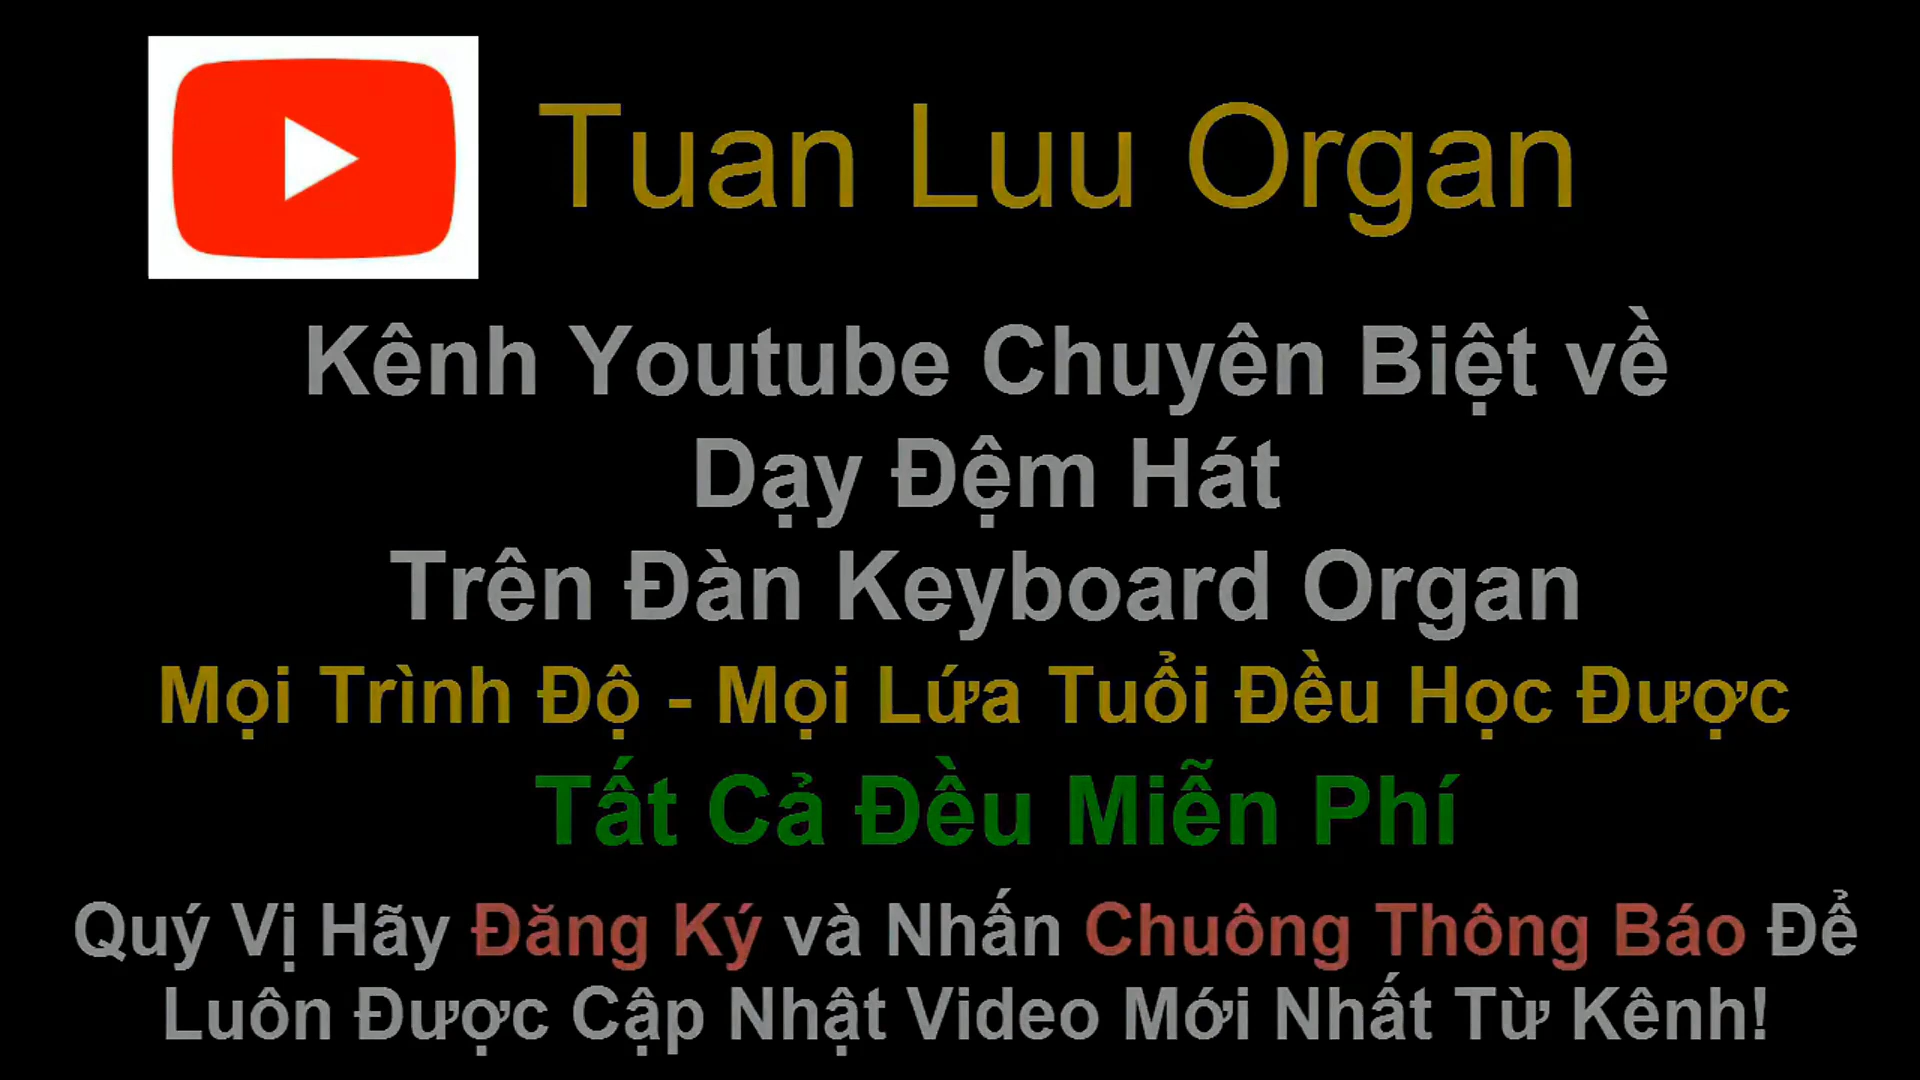 Tuan Luu Organ
Kênh Youtube Chuyên Biệt về
Dạy Đệm Hát
Trên Đàn Keyboard Organ
Mọi Trình Độ - Mọi Lứa Tuổi Đều Học Được
Tất Cả Đều Miễn Phí
Quý Vị Hãy Đăng Ký và Nhấn Chuông Thông Báo Để
Luôn Được Cập Nhật Video Mới Nhất Từ Kênh!